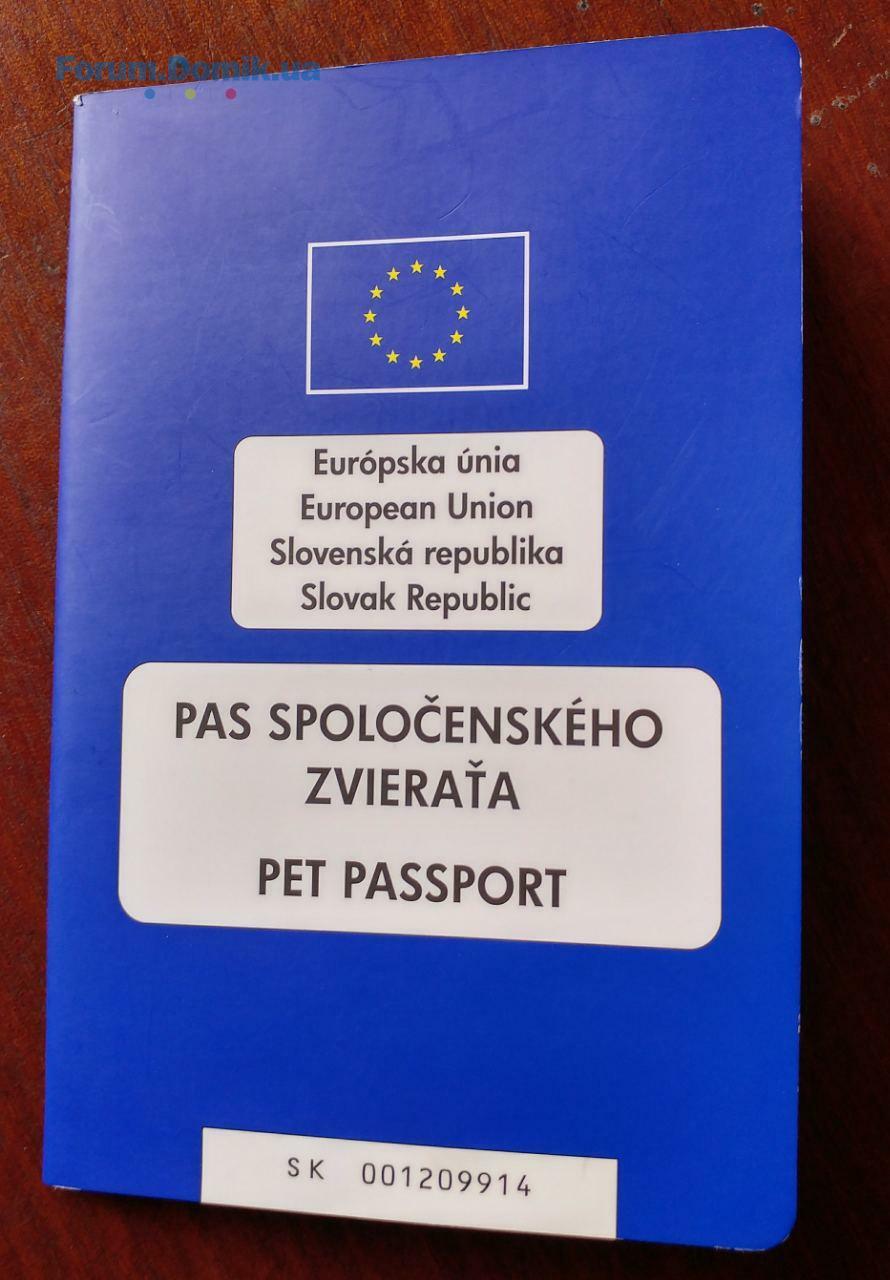 Forum.Domik.ua
Európska únia
European Union
Slovenská republika
Slovak Republic
PAS SPOLOČENSKÉHO
ZVIERAŤA
PET PASSPORT
SK 001209914